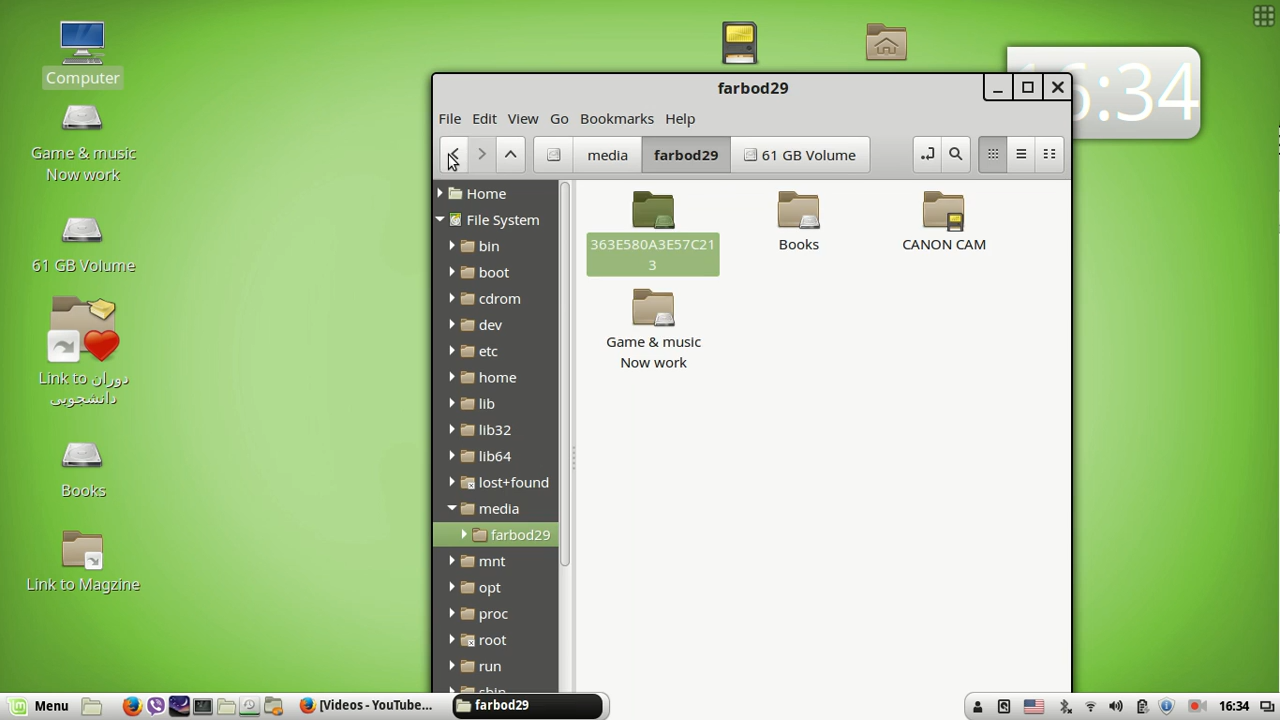 Computer
Game & music
Now work
61 GB Volume
Link to دوران
دانشجویی
Books
Link to Magzine
6:34
farbod29
File Edit View Go Bookmarks Help
media farbod29 61 GB Volume
Home
File System
bin
boot
cdrom
dev
etc
home
lib
lib32
lib64
lost+found
media
farbod29
mnt
opt
proc
root
run
sbin
363E580A3E57C21
3
Books
CANON CAM
Game & music
Now work
Menu
[Videos - YouTube...
farbod29
16:34